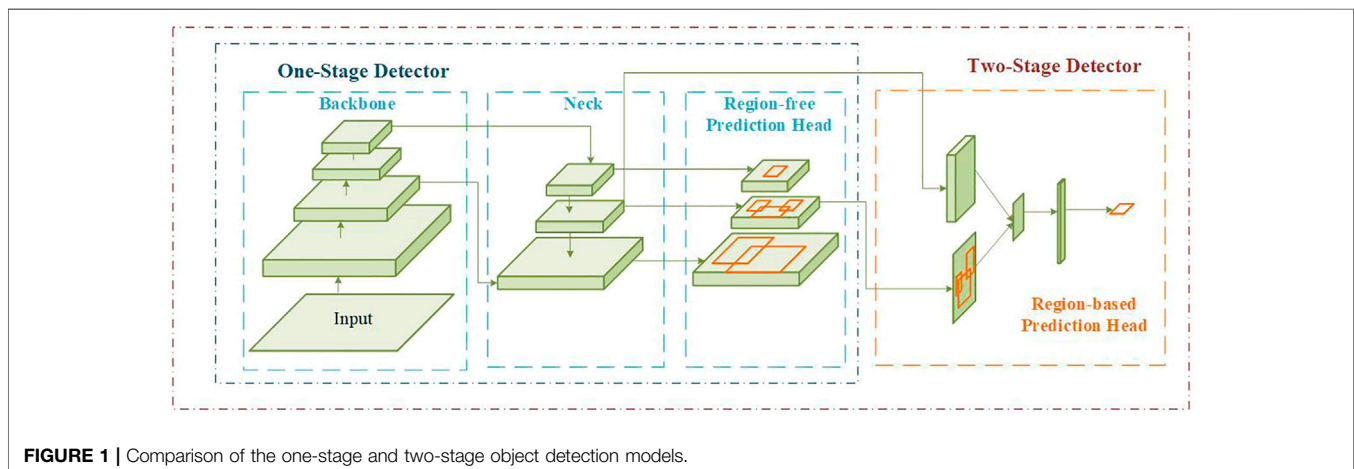 One-Stage Detector
Two-Stage Detector
Backbone
Neck
Region-free
Prediction Head
Input
Region-based
Prediction Head
FIGURE 1 | Comparison of the one-stage and two-stage object detection models.